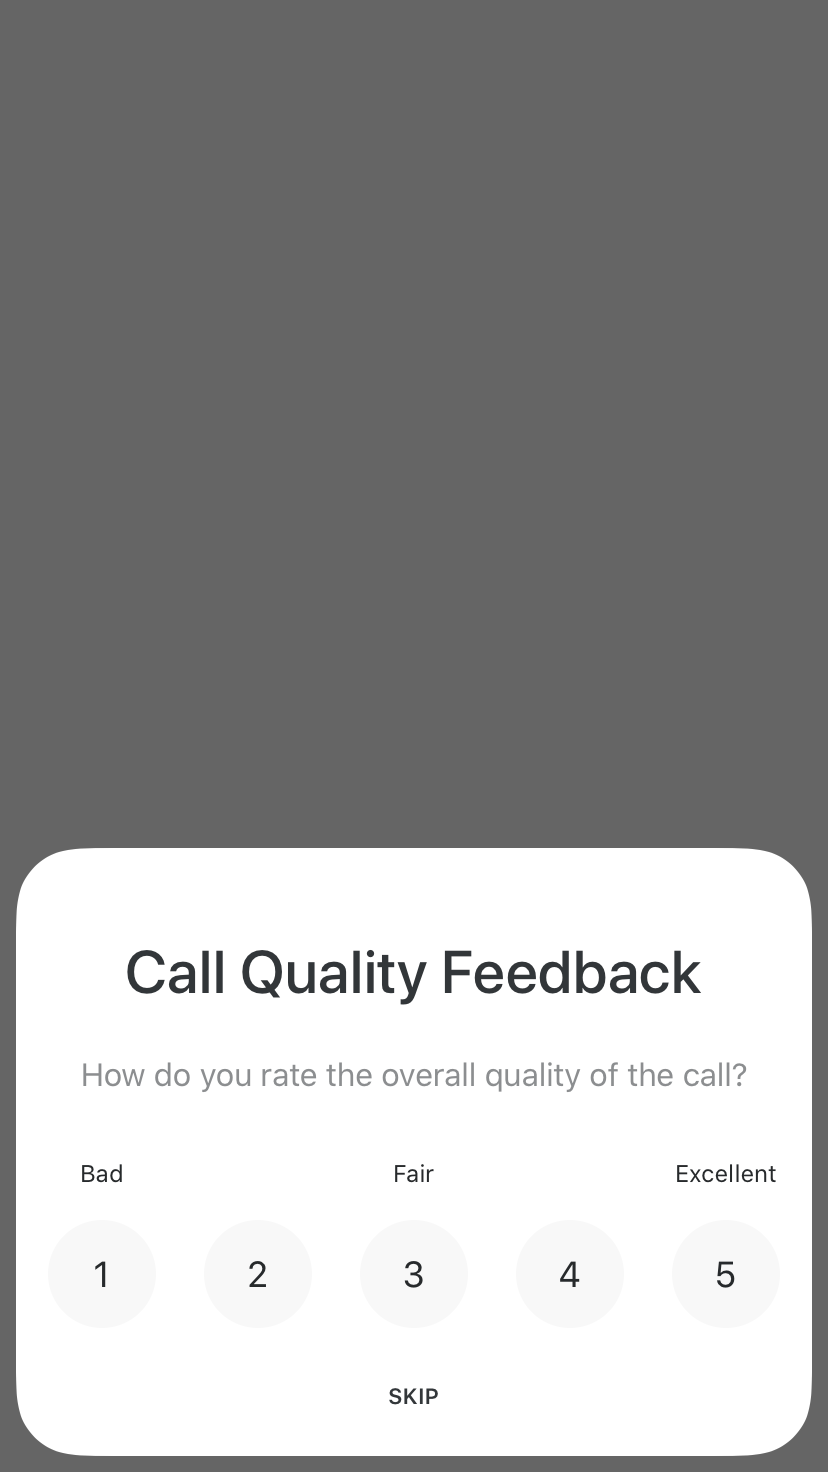 Call Quality Feedback
How do you rate the overall quality of the call?
Bad Fair Excellent
1 2 3 4 5
SKIP